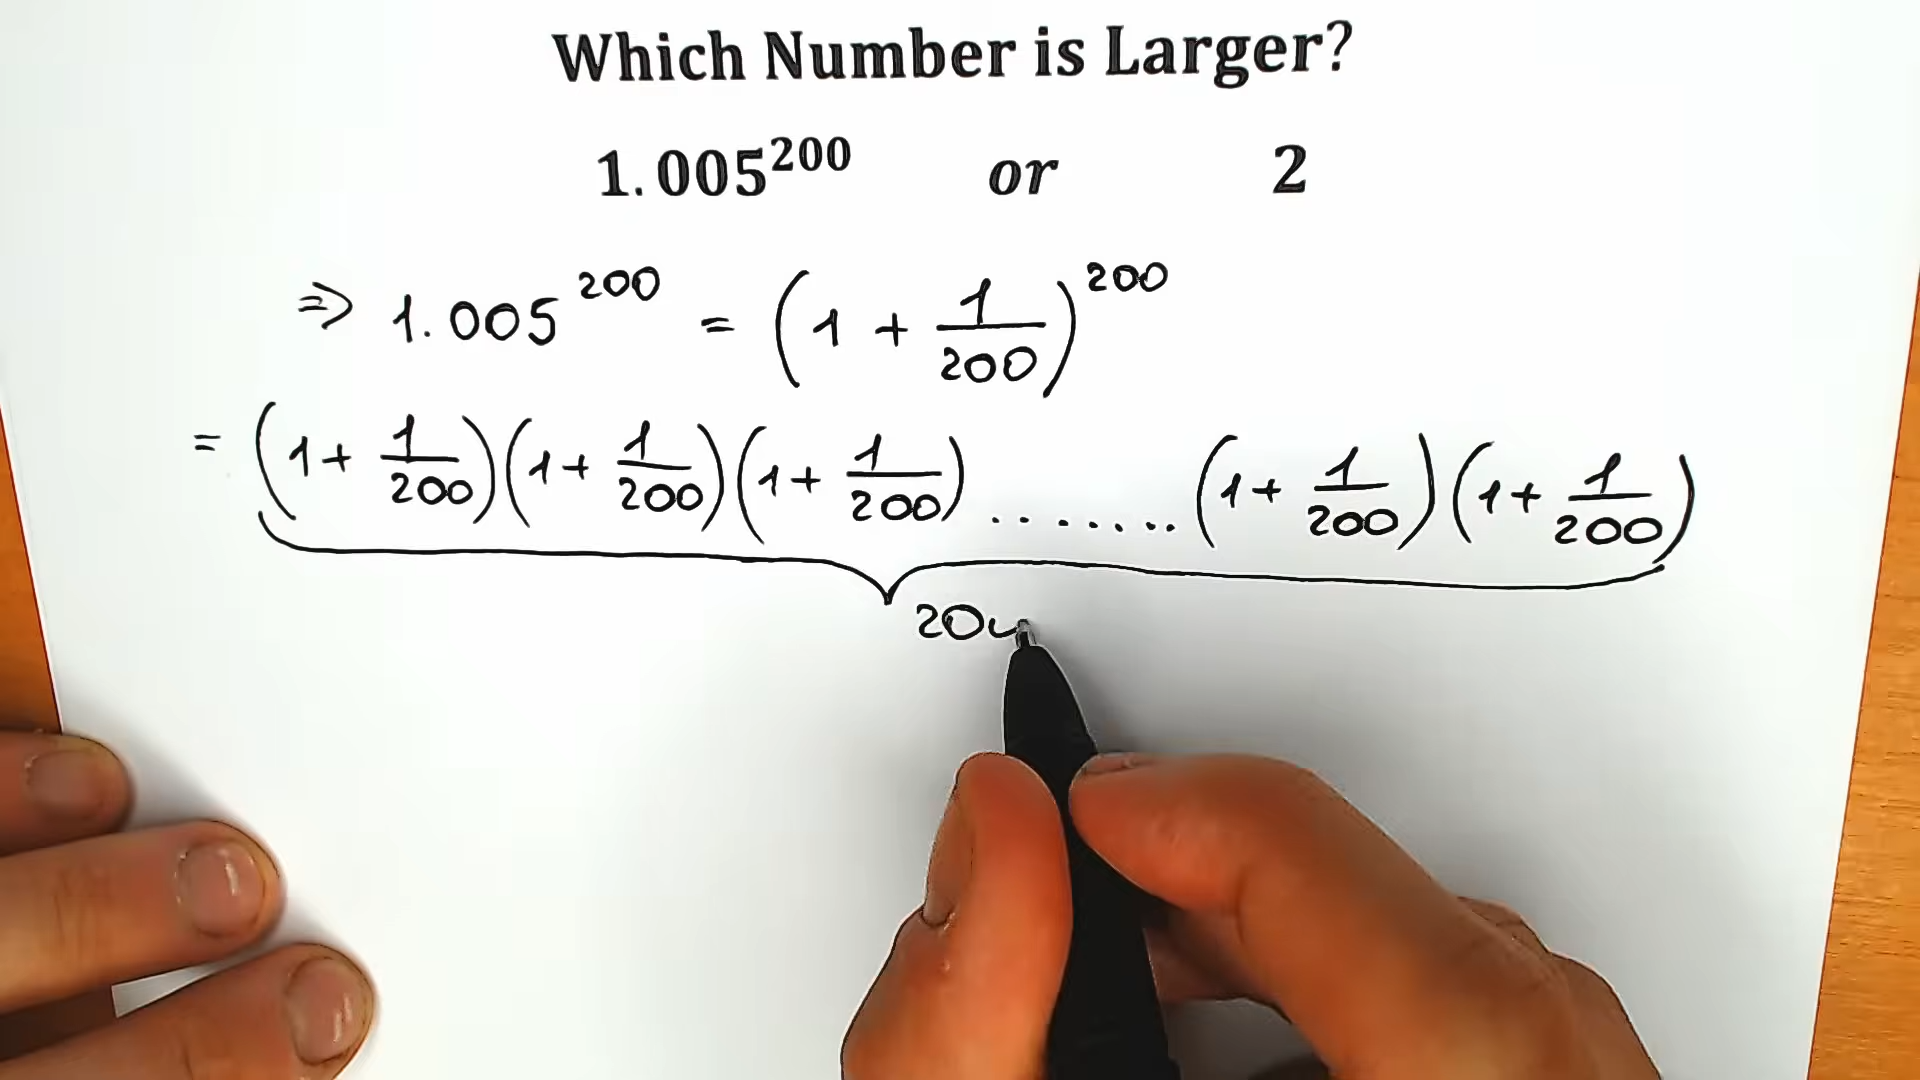 Which Number is Larger?
1.005²⁰⁰ or 2
⇒ 1.005²⁰⁰ = (1 + 1/200)²⁰⁰
= (1 + 1/200)(1 + 1/200)(1 + 1/200) ........ (1 + 1/200)(1 + 1/200)
20